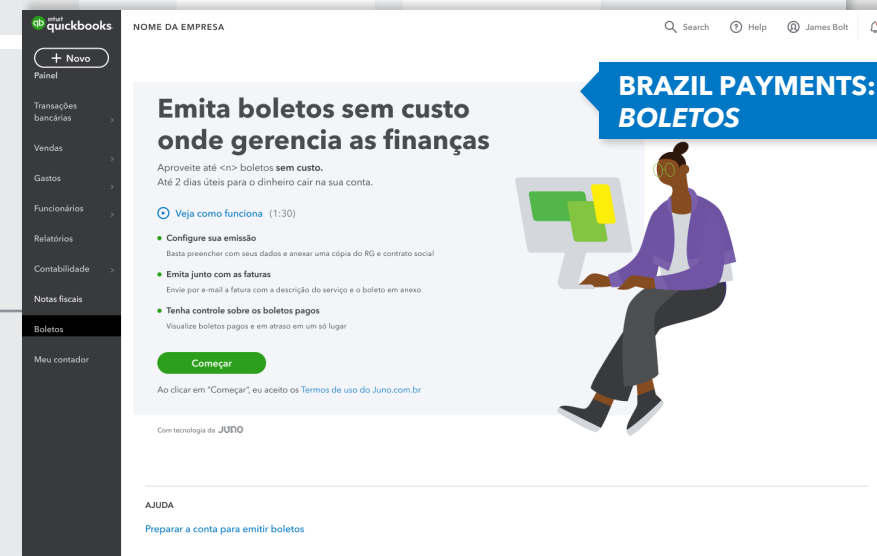 intuit
quickbooks
NOME DA EMPRESA
Search
Help
James Bolt
+ Novo
Painel
Transações
bancárias
Vendas
Gastos
Funcionários
Relatórios
Contabilidade
Notas fiscais
Boletos
Meu contador
BRAZIL PAYMENTS:
BOLETOS
Emita boletos sem custo
onde gerencia as finanças
Aproveite até <n> boletos sem custo.
Até 2 dias úteis para o dinheiro cair na sua conta.
Veja como funciona (1:30)
Configure sua emissão
Basta preencher com seus dados e anexar uma cópia do RG e contrato social
Emita junto com as faturas
Envie por e-mail a fatura com a descrição do serviço e o boleto em anexo
Tenha controle sobre os boletos pagos
Visualize boletos pagos e em atraso em um só lugar
Começar
Ao clicar em "Começar", eu aceito os Termos de uso do Juno.com.br
Com tecnologia da JUNO
AJUDA
Preparar a conta para emitir boletos